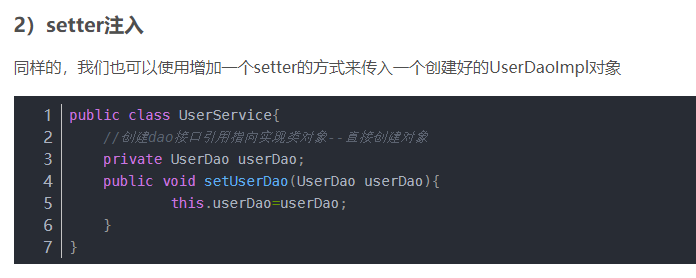 2）setter注入
同样的，我们也可以使用增加一个setter的方式来传入一个创建好的UserDaoImpl对象
1 public class UserService{
2     //创建dao接口引用指向实现类对象--直接创建对象
3     private UserDao userDao;
4     public void setUserDao(UserDao userDao){
5             this.userDao=userDao;
6     }
7 }